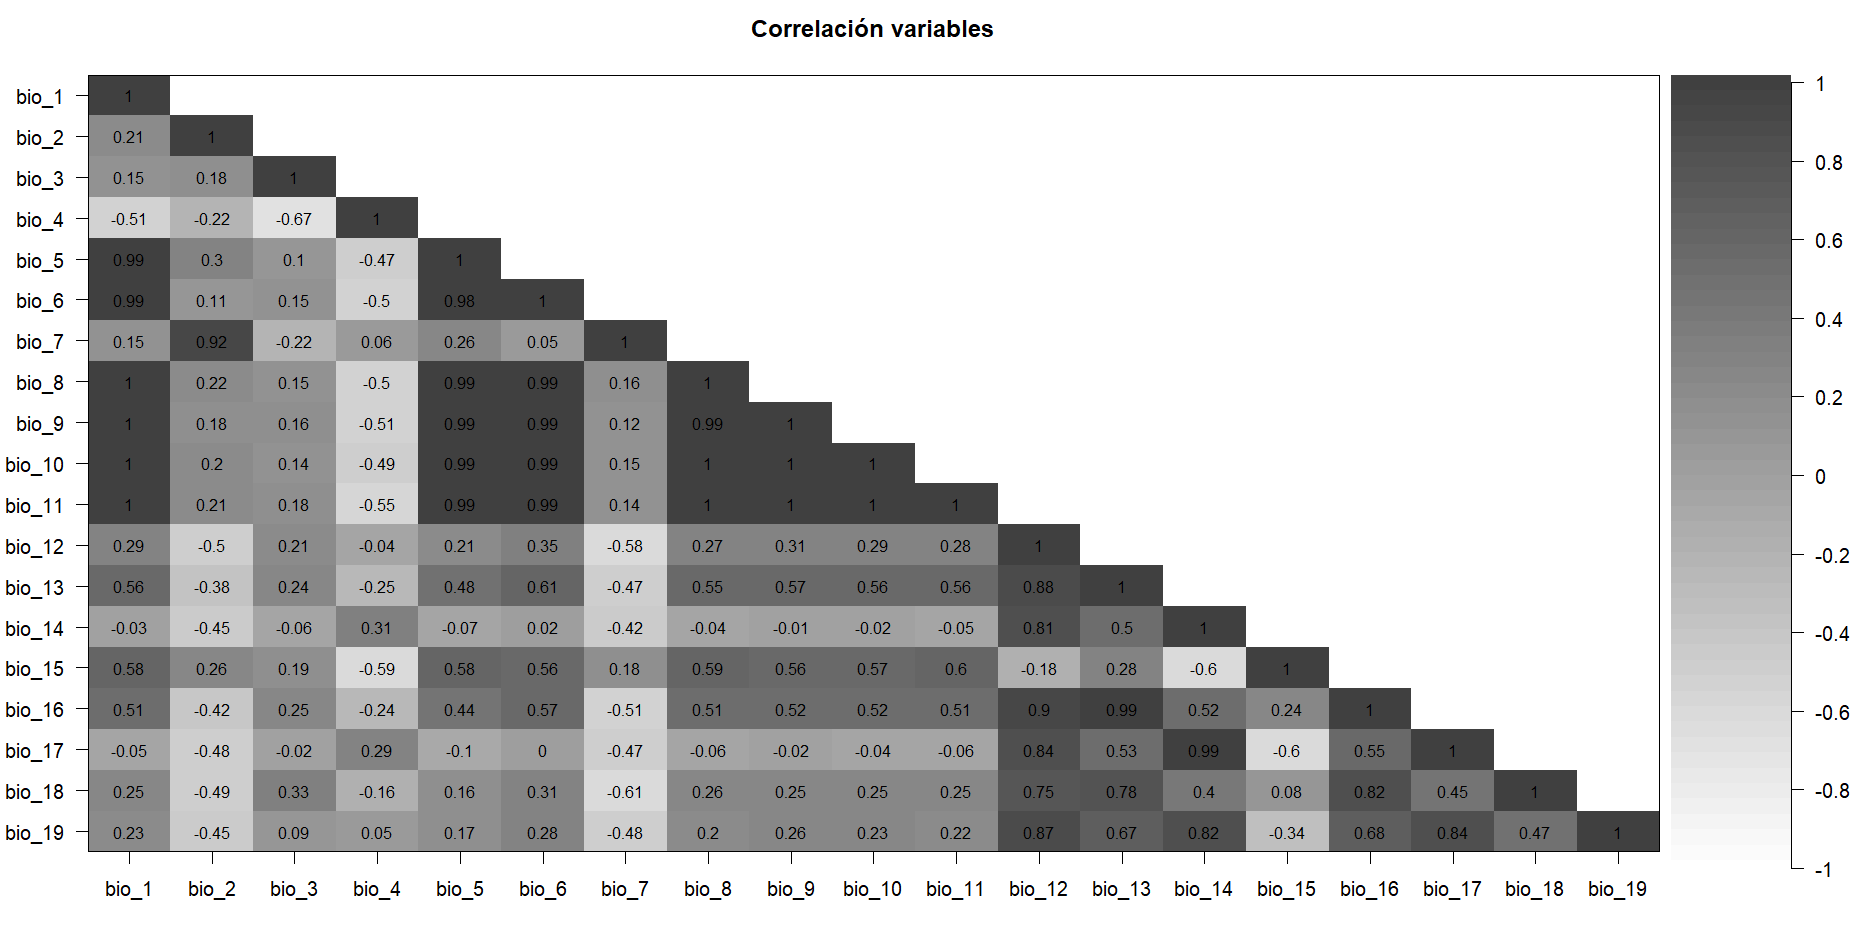 Correlación variables
bio_1 1
bio_2 0.21 1
bio_3 0.15 0.18 1
bio_4 -0.51 -0.22 -0.67 1
bio_5 0.99 0.3 0.1 -0.47 1
bio_6 0.99 0.11 0.15 -0.5 0.98 1
bio_7 0.15 0.92 -0.22 0.06 0.26 0.05 1
bio_8 1 0.22 0.15 -0.5 0.99 0.99 0.16 1
bio_9 1 0.18 0.16 -0.51 0.99 0.99 0.12 0.99 1
bio_10 1 0.2 0.14 -0.49 0.99 0.99 0.15 1 1 1
bio_11 1 0.21 0.18 -0.55 0.99 0.99 0.14 1 1 1 1
bio_12 0.29 -0.5 0.21 -0.04 0.21 0.35 -0.58 0.27 0.31 0.29 0.28 1
bio_13 0.56 -0.38 0.24 -0.25 0.48 0.61 -0.47 0.55 0.57 0.56 0.56 0.88 1
bio_14 -0.03 -0.45 -0.06 0.31 -0.07 0.02 -0.42 -0.04 -0.01 -0.02 -0.05 0.81 0.5 1
bio_15 0.58 0.26 0.19 -0.59 0.58 0.56 0.18 0.59 0.56 0.57 0.6 -0.18 0.28 -0.6 1
bio_16 0.51 -0.42 0.25 -0.24 0.44 0.57 -0.51 0.51 0.52 0.52 0.51 0.9 0.99 0.52 0.24 1
bio_17 -0.05 -0.48 -0.02 0.29 -0.1 0 -0.47 -0.06 -0.02 -0.04 -0.06 0.84 0.53 0.99 -0.6 0.55 1
bio_18 0.25 -0.49 0.33 -0.16 0.16 0.31 -0.61 0.26 0.25 0.25 0.25 0.75 0.78 0.4 0.08 0.82 0.45 1
bio_19 0.23 -0.45 0.09 0.05 0.17 0.28 -0.48 0.2 0.26 0.23 0.22 0.87 0.67 0.82 -0.34 0.68 0.84 0.47 1
bio_1 bio_2 bio_3 bio_4 bio_5 bio_6 bio_7 bio_8 bio_9 bio_10 bio_11 bio_12 bio_13 bio_14 bio_15 bio_16 bio_17 bio_18 bio_19
1
0.8
0.6
0.4
0.2
0
-0.2
-0.4
-0.6
-0.8
-1